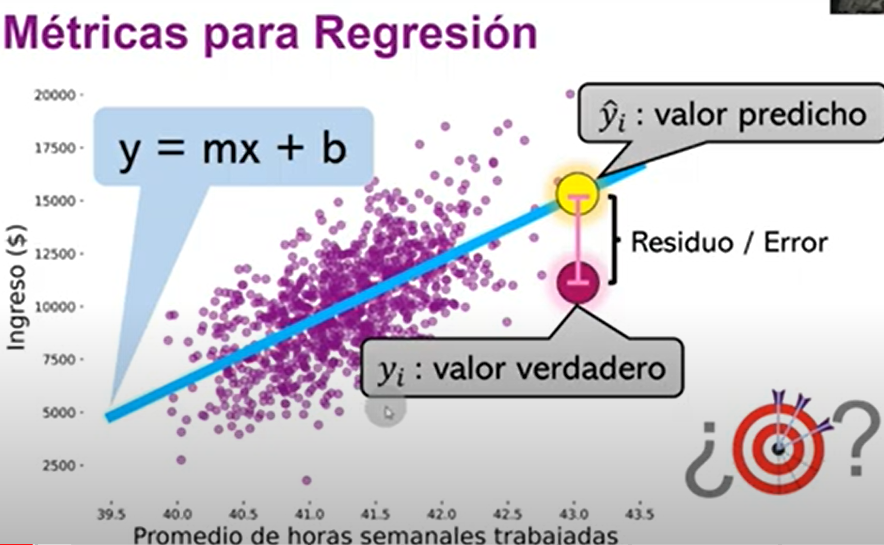 Métricas para Regresión
y = mx + b
ŷᵢ : valor predicho
Residuo / Error
yᵢ : valor verdadero
¿ ?
Ingreso ($)
20000
17500
15000
12500
10000
7500
5000
2500
39.5 40.0 40.5 41.0 41.5 42.0 42.5 43.0 43.5
Promedio de horas semanales trabajadas